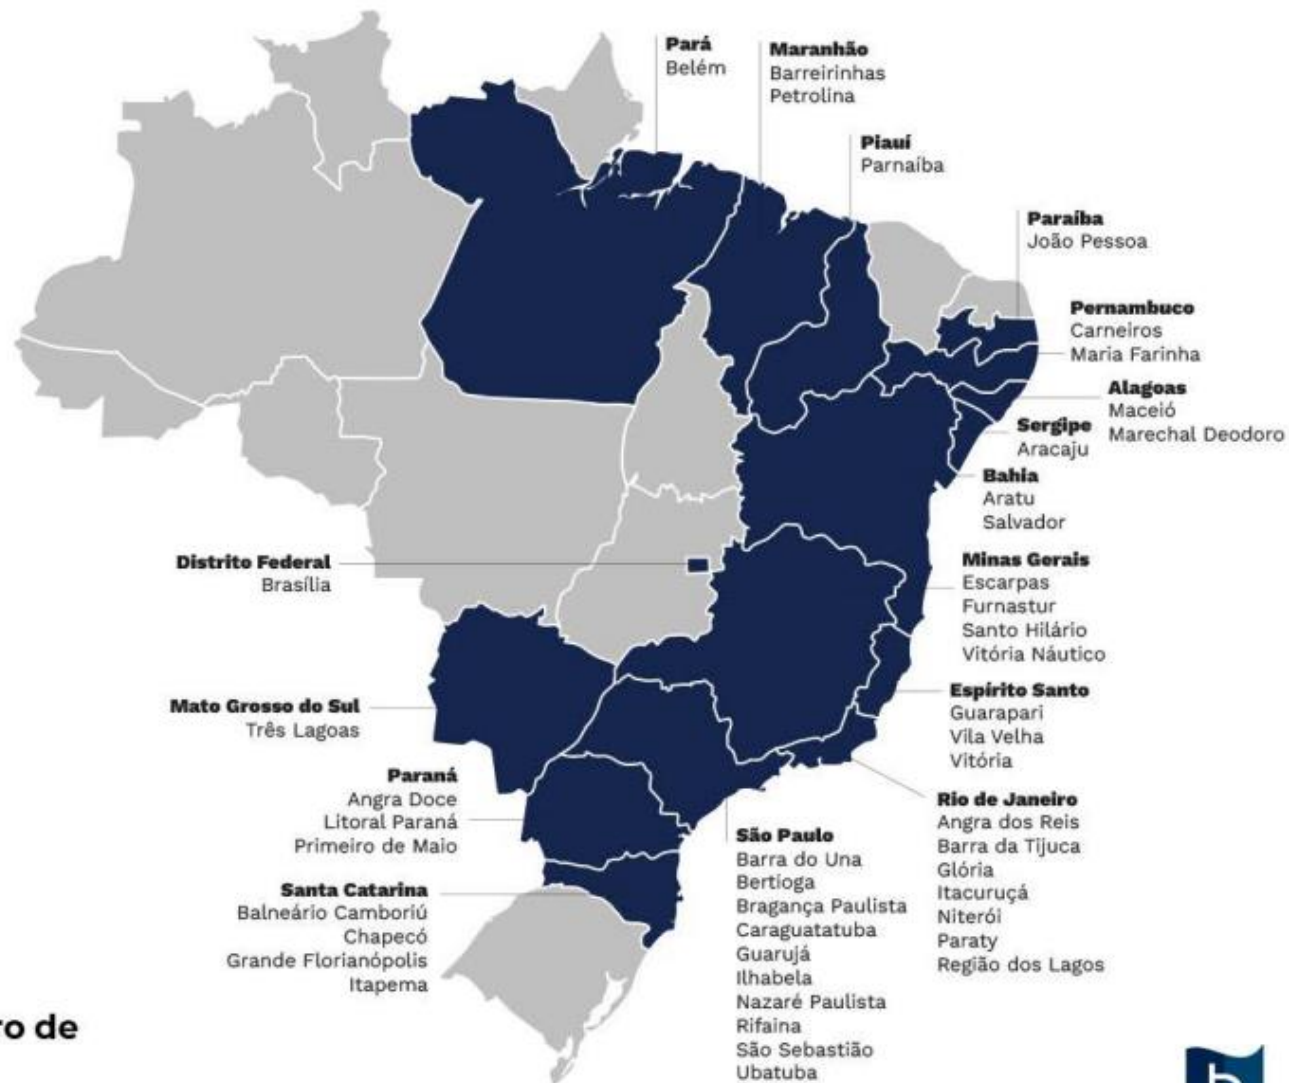 Pará
Belém
Maranhão
Barreirinhas
Petrolina
Piauí
Parnaíba
Paraíba
João Pessoa
Pernambuco
Carneiros
Maria Farinha
Alagoas
Maceió
Marechal Deodoro
Sergipe
Aracaju
Bahia
Aratu
Salvador
Distrito Federal
Brasília
Minas Gerais
Escarpas
Furnastur
Santo Hilário
Vitória Náutico
Espírito Santo
Guarapari
Vila Velha
Vitória
Mato Grosso do Sul
Três Lagoas
Paraná
Angra Doce
Litoral Paraná
Primeiro de Maio
Rio de Janeiro
Angra dos Reis
Barra da Tijuca
Glória
Itacuruçá
Niterói
Paraty
Região dos Lagos
São Paulo
Barra do Una
Bertioga
Bragança Paulista
Caraguatatuba
Guarujá
Ilhabela
Nazaré Paulista
Rifaina
São Sebastião
Ubatuba
Santa Catarina
Balneário Camboriú
Chapecó
Grande Florianópolis
Itapema
ro de